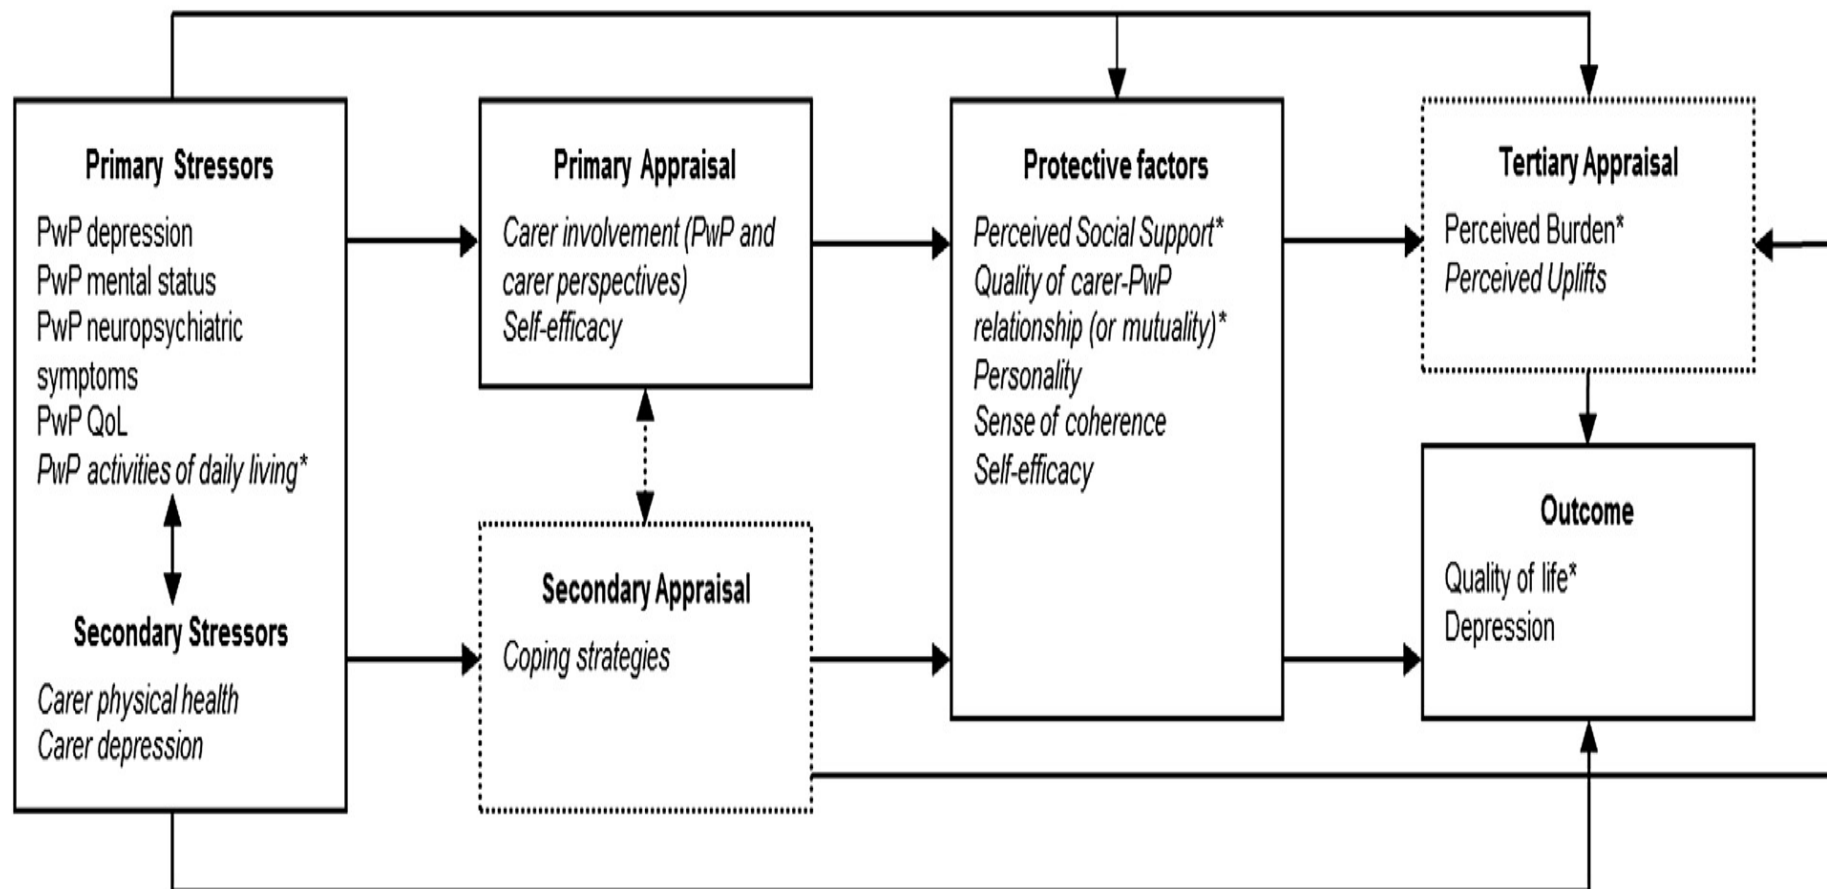 Primary Stressors
PwP depression
PwP mental status
PwP neuropsychiatric
symptoms
PwP QoL
PwP activities of daily living*
Secondary Stressors
Carer physical health
Carer depression
Primary Appraisal
Carer involvement (PwP and
carer perspectives)
Self-efficacy
Secondary Appraisal
Coping strategies
Protective factors
Perceived Social Support*
Quality of carer-PwP
relationship (or mutuality)*
Personality
Sense of coherence
Self-efficacy
Tertiary Appraisal
Perceived Burden*
Perceived Uplifts
Outcome
Quality of life*
Depression